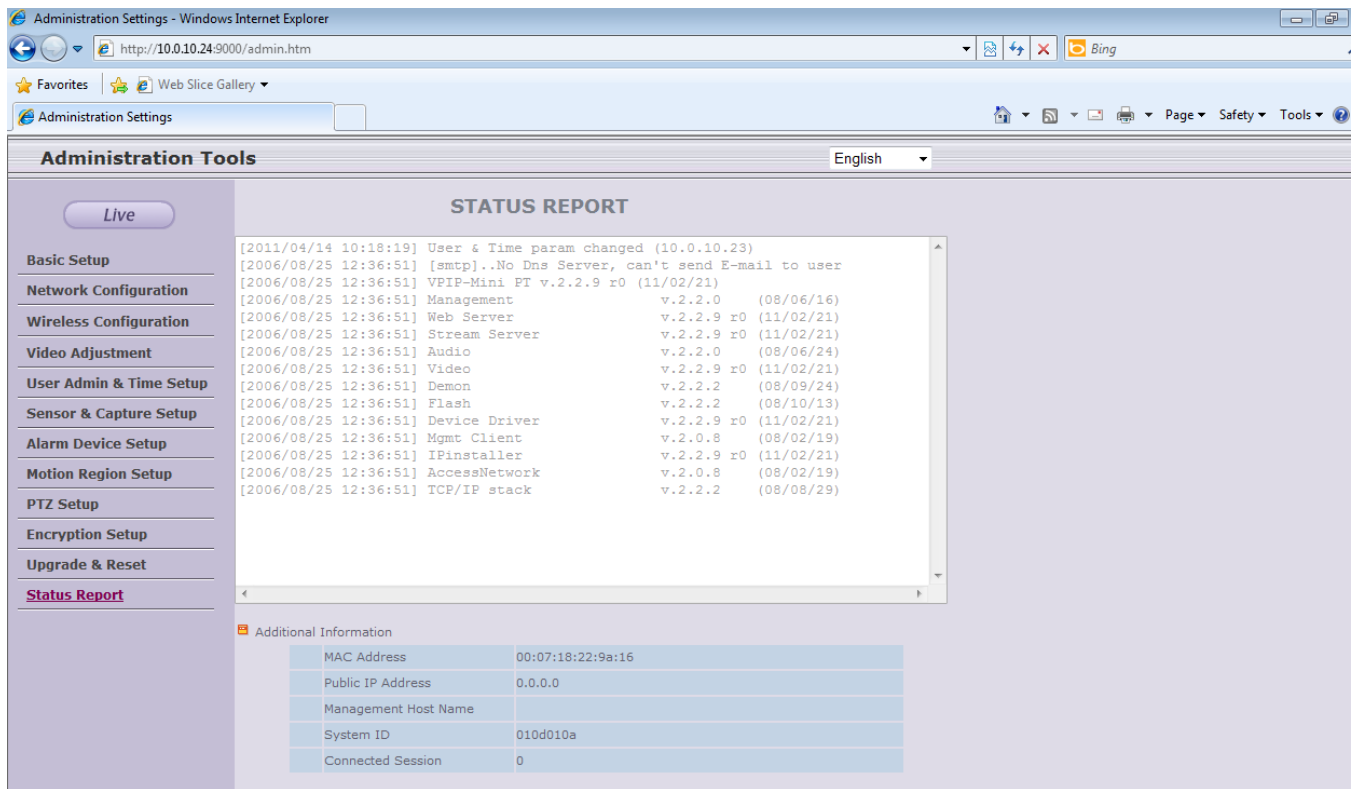 Administration Settings - Windows Internet Explorer
http://10.0.10.24:9000/admin.htm
Bing
Favorites Web Slice Gallery
Administration Settings
Page Safety Tools
Administration Tools
English
Live
Basic Setup
Network Configuration
Wireless Configuration
Video Adjustment
User Admin & Time Setup
Sensor & Capture Setup
Alarm Device Setup
Motion Region Setup
PTZ Setup
Encryption Setup
Upgrade & Reset
Status Report
STATUS REPORT
[2011/04/14 10:18:19] User & Time param changed (10.0.10.23)
[2006/08/25 12:36:51] [smtp]..No Dns Server, can't send E-mail to user
[2006/08/25 12:36:51] VPIP-Mini PT v.2.2.9 r0 (11/02/21)
[2006/08/25 12:36:51] Management v.2.2.0 (08/06/16)
[2006/08/25 12:36:51] Web Server v.2.2.9 r0 (11/02/21)
[2006/08/25 12:36:51] Stream Server v.2.2.9 r0 (11/02/21)
[2006/08/25 12:36:51] Audio v.2.2.0 (08/06/24)
[2006/08/25 12:36:51] Video v.2.2.9 r0 (11/02/21)
[2006/08/25 12:36:51] Demon v.2.2.2 (08/09/24)
[2006/08/25 12:36:51] Flash v.2.2.2 (08/10/13)
[2006/08/25 12:36:51] Device Driver v.2.2.9 r0 (11/02/21)
[2006/08/25 12:36:51] Mgmt Client v.2.0.8 (08/02/19)
[2006/08/25 12:36:51] IPinstaller v.2.2.9 r0 (11/02/21)
[2006/08/25 12:36:51] AccessNetwork v.2.0.8 (08/02/19)
[2006/08/25 12:36:51] TCP/IP stack v.2.2.2 (08/08/29)
Additional Information
MAC Address 00:07:18:22:9a:16
Public IP Address 0.0.0.0
Management Host Name
System ID 010d010a
Connected Session 0